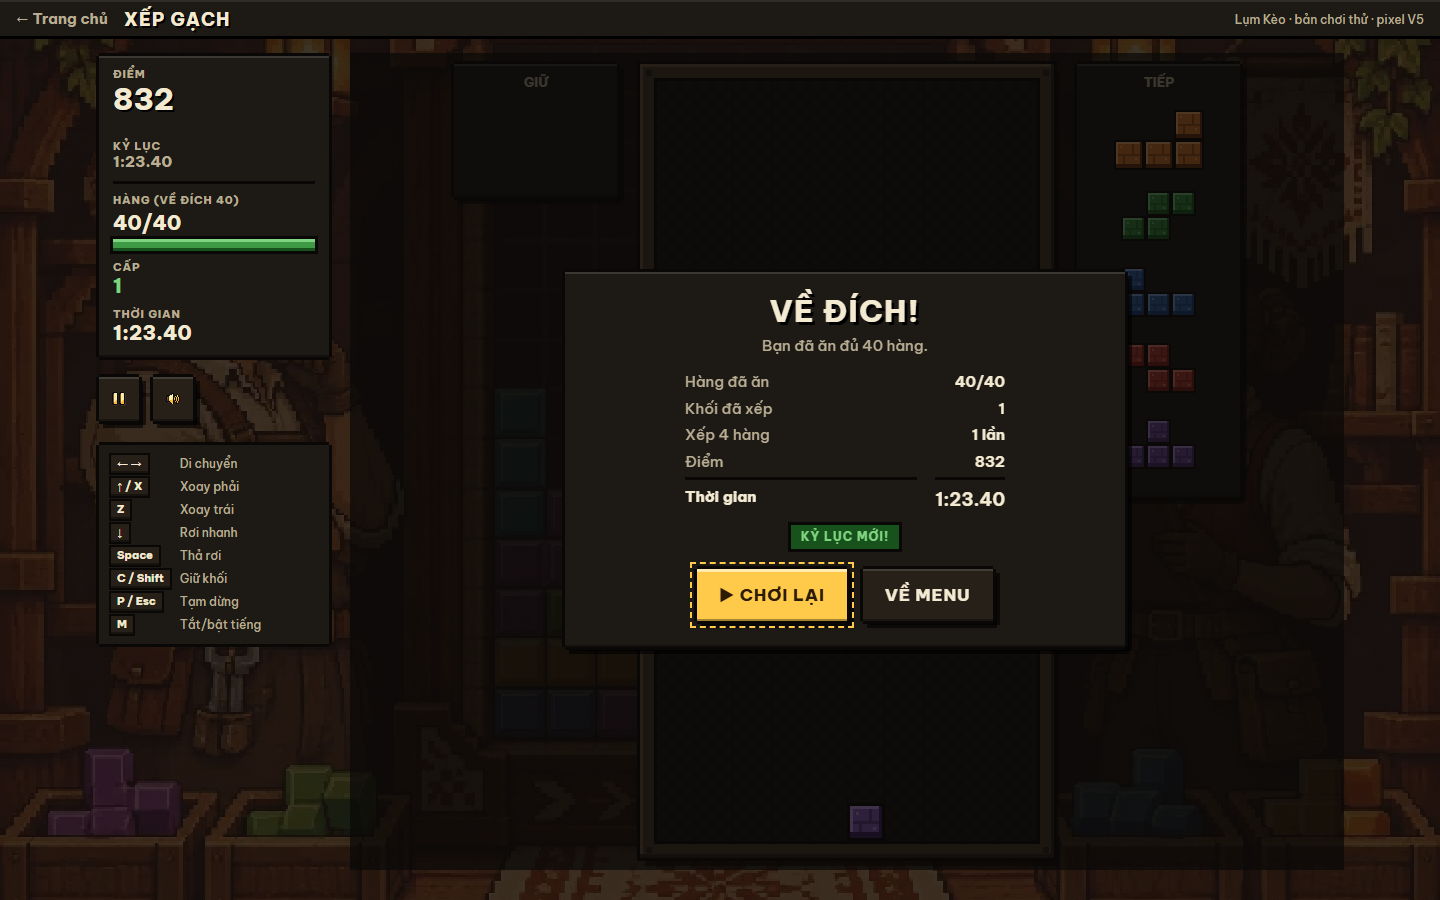 ← Trang chủ XẾP GẠCH
Lụm Kèo · bản chơi thử · pixel V5
ĐIỂM
832
KỶ LỤC
1:23.40
HÀNG (VỀ ĐÍCH 40)
40/40
CẤP
1
THỜI GIAN
1:23.40
←→ Di chuyển
↑ / X Xoay phải
Z Xoay trái
↓ Rơi nhanh
Space Thả rơi
C / Shift Giữ khối
P / Esc Tạm dừng
M Tắt/bật tiếng
GIỮ
TIẾP
VỀ ĐÍCH!
Bạn đã ăn đủ 40 hàng.
Hàng đã ăn 40/40
Khối đã xếp 1
Xếp 4 hàng 1 lần
Điểm 832
Thời gian 1:23.40
KỶ LỤC MỚI!
▶ CHƠI LẠI
VỀ MENU